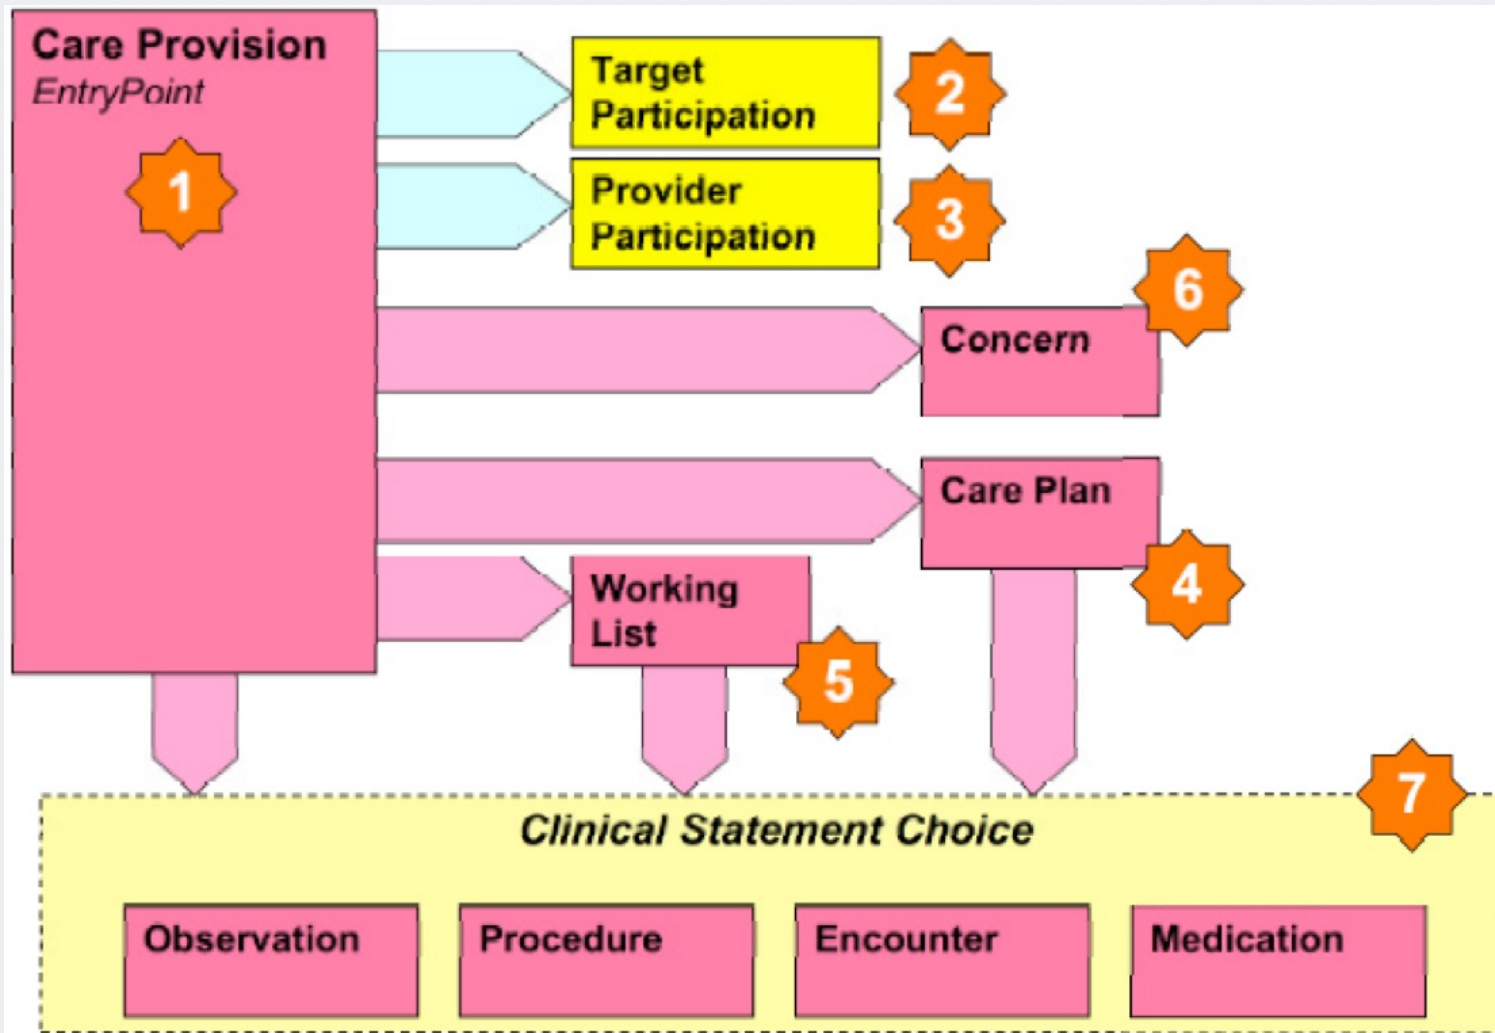 Care Provision
EntryPoint
1
Target
Participation
2
Provider
Participation
3
6
Concern
Care Plan
4
Working
List
5
7
Clinical Statement Choice
Observation
Procedure
Encounter
Medication